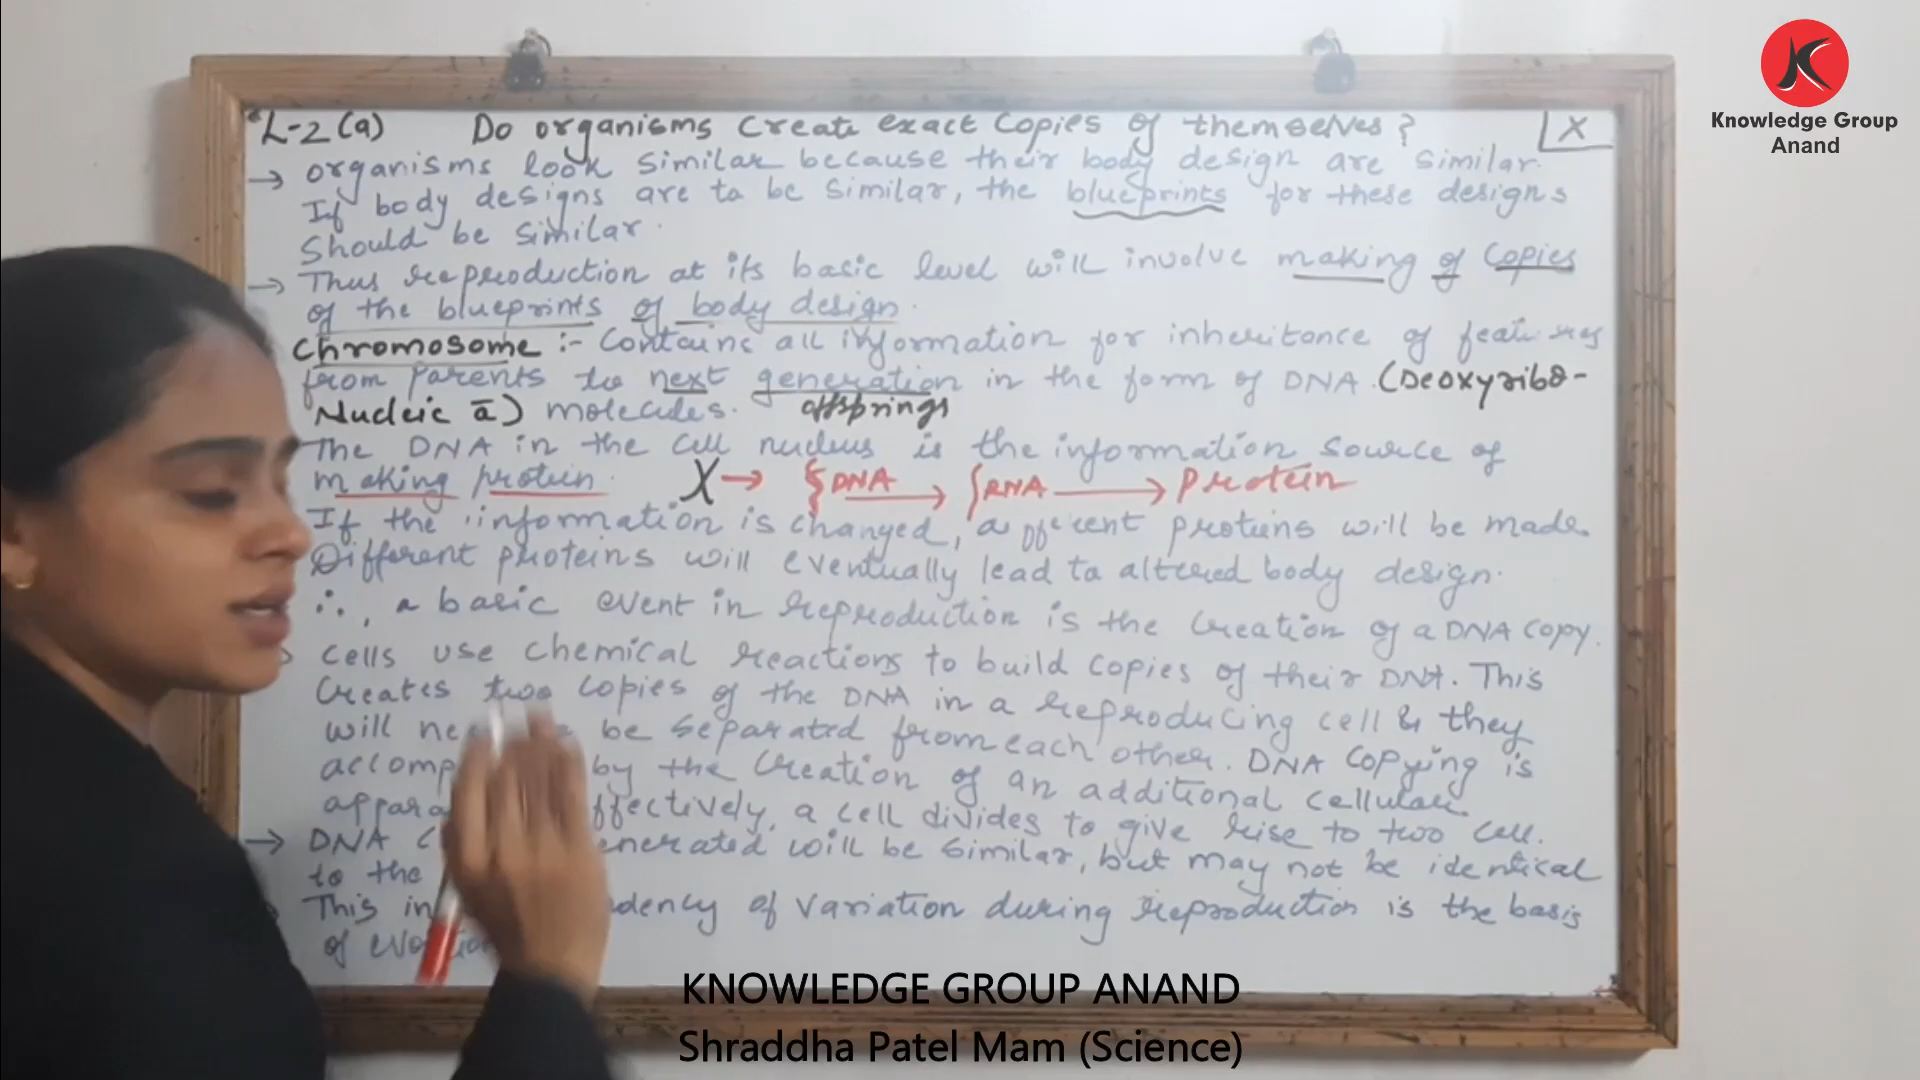 L-2(a) Do organisms create exact copies of themselves? X
→ organisms look similar because their body design are similar.
If body designs are to be similar, the blueprints for these designs
should be similar.
→ Thus reproduction at its basic level will involve making of copies
of the blueprints of body design.
Chromosome :- Contains all information for inheritance of features
from parents to next generation in the form of DNA (Deoxyribo-
Nucleic a) molecules. offsprings
The DNA in the cell nucleus is the information source of
making protein. X → DNA → RNA → Protein
If the information is changed, proteins will be made.
Different proteins will eventually lead to altered body design.
∴, a basic event in reproduction is the creation of a DNA copy.
cells use chemical reactions to build copies of their DNA. This
creates two copies of the DNA in a reproducing cell & they
will be separated from each other. DNA copying is
by the creation of an additional cellular
a cell divides to give rise to two cell.
→ DNA will be similar, but may not be identical
to the
This of variation during reproduction is the basis
of
Knowledge Group
Anand
KNOWLEDGE GROUP ANAND
Shraddha Patel Mam (Science)